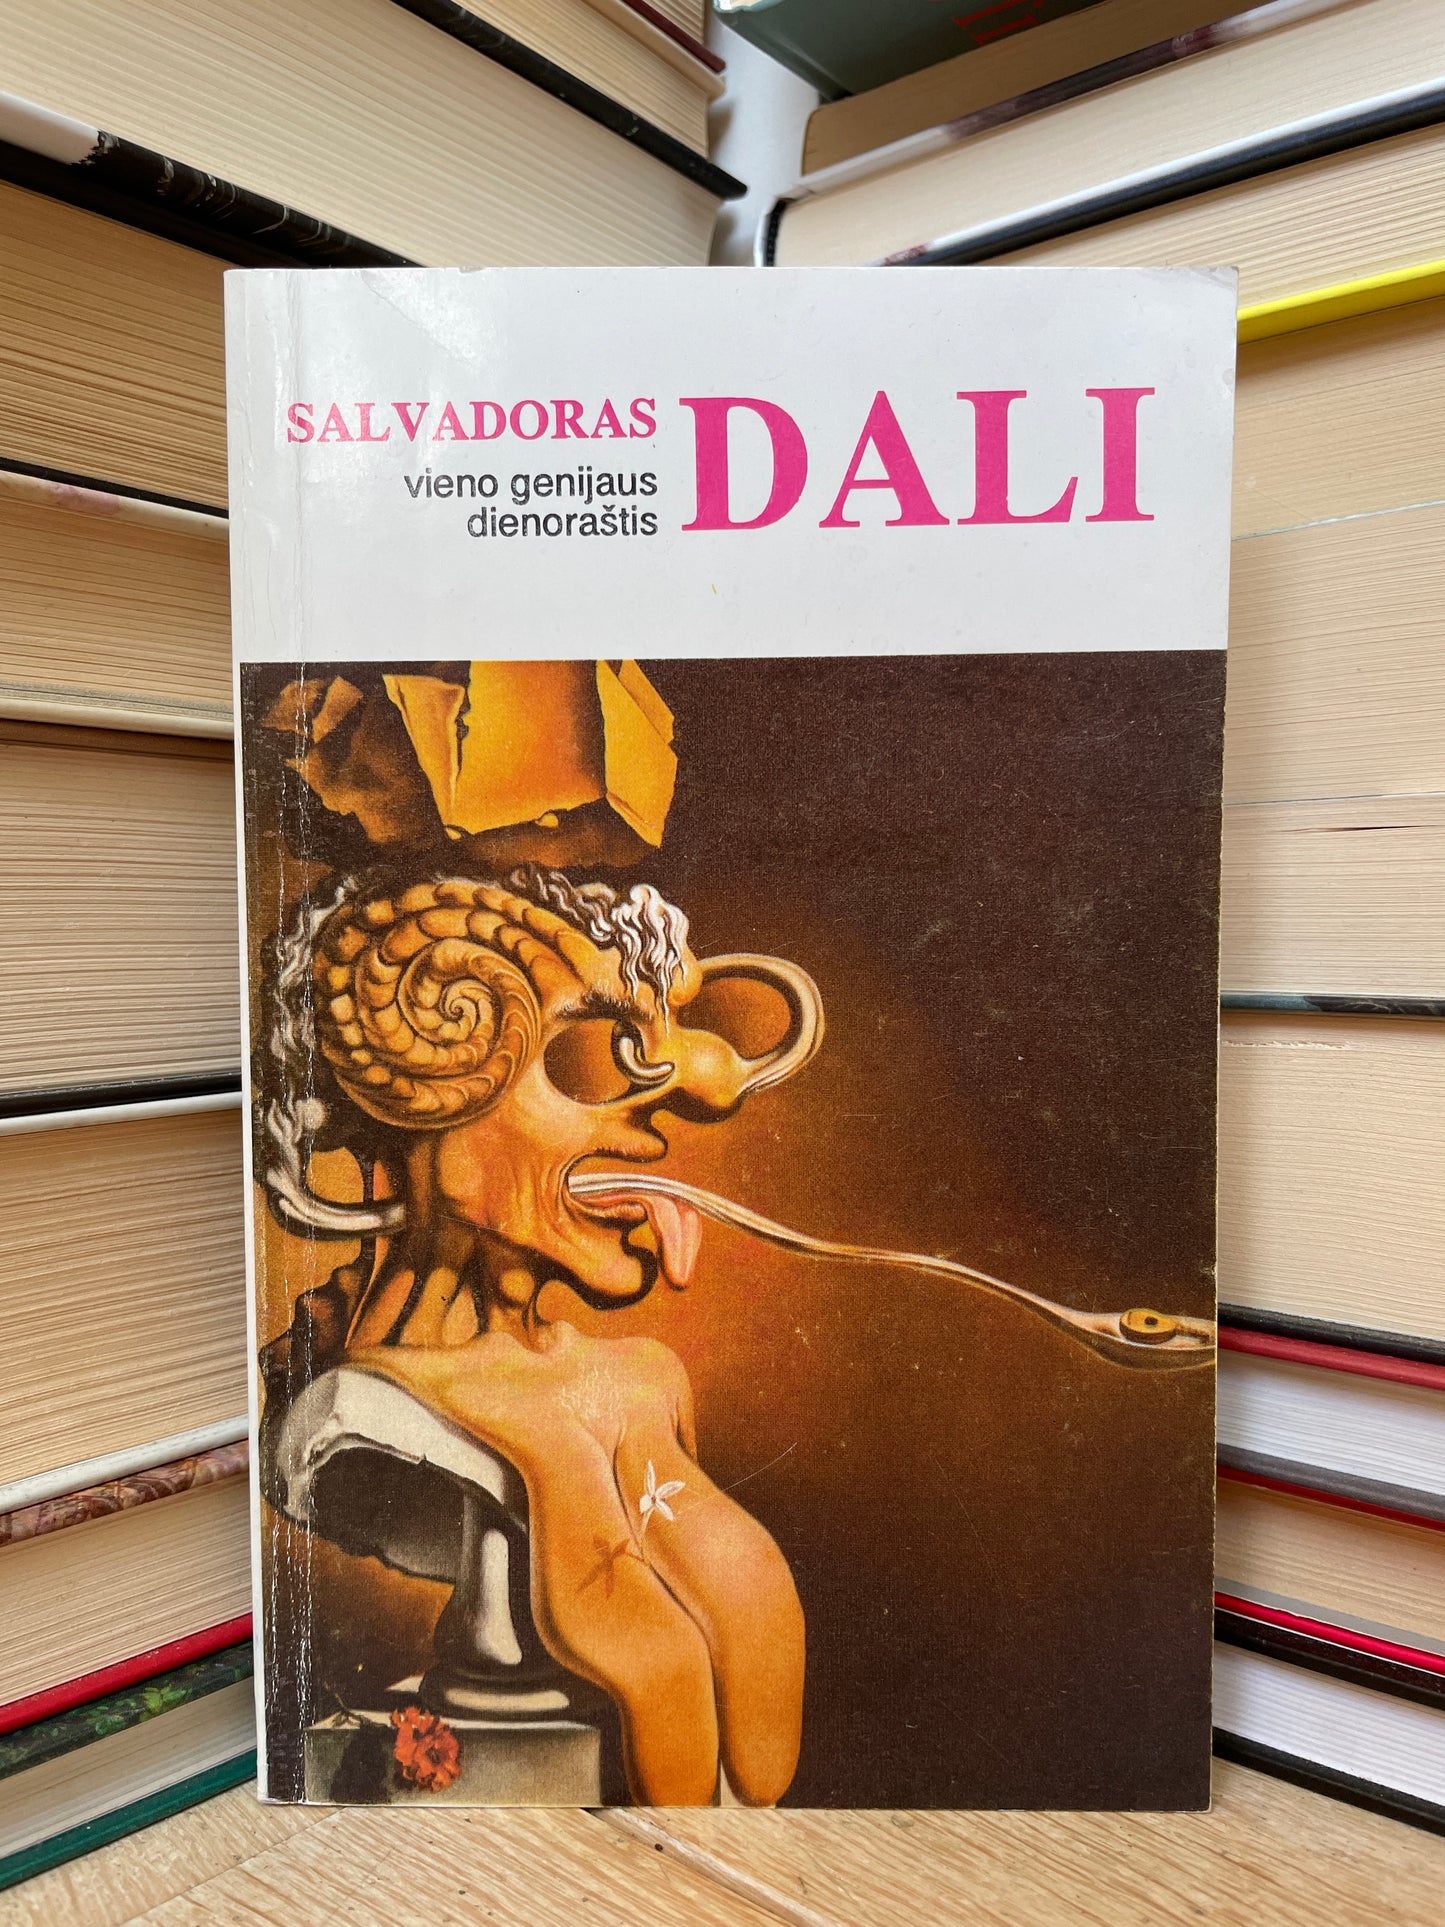 SALVADORAS DALI
vieno genijaus
dienoraštis